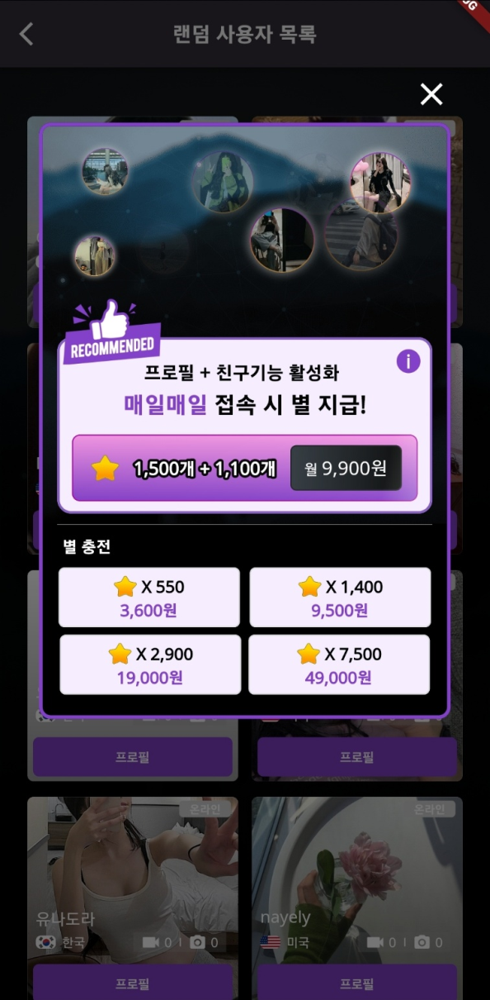 랜덤 사용자 목록
RECOMMENDED
프로필 + 친구기능 활성화
매일매일 접속 시 별 지급!
1,500개 + 1,100개
월 9,900원
별 충전
X 550
3,600원
X 1,400
9,500원
X 2,900
19,000원
X 7,500
49,000원
프로필
프로필
온라인
온라인
유나도라
한국
0 | 0
nayely
미국
0 | 0
프로필
프로필